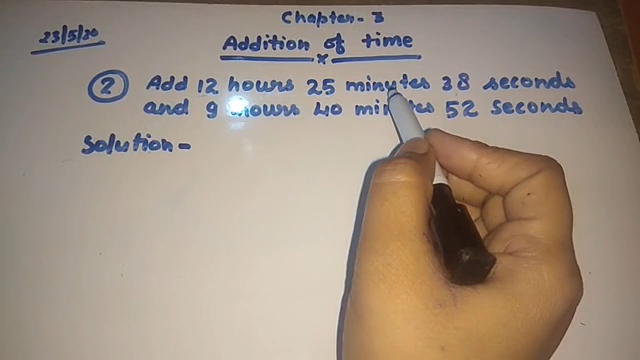 Chapter - 3
23/5/20
Addition of time
2 Add 12 hours 25 minutes 38 seconds
and 9 hours 40 minutes 52 seconds
Solution -